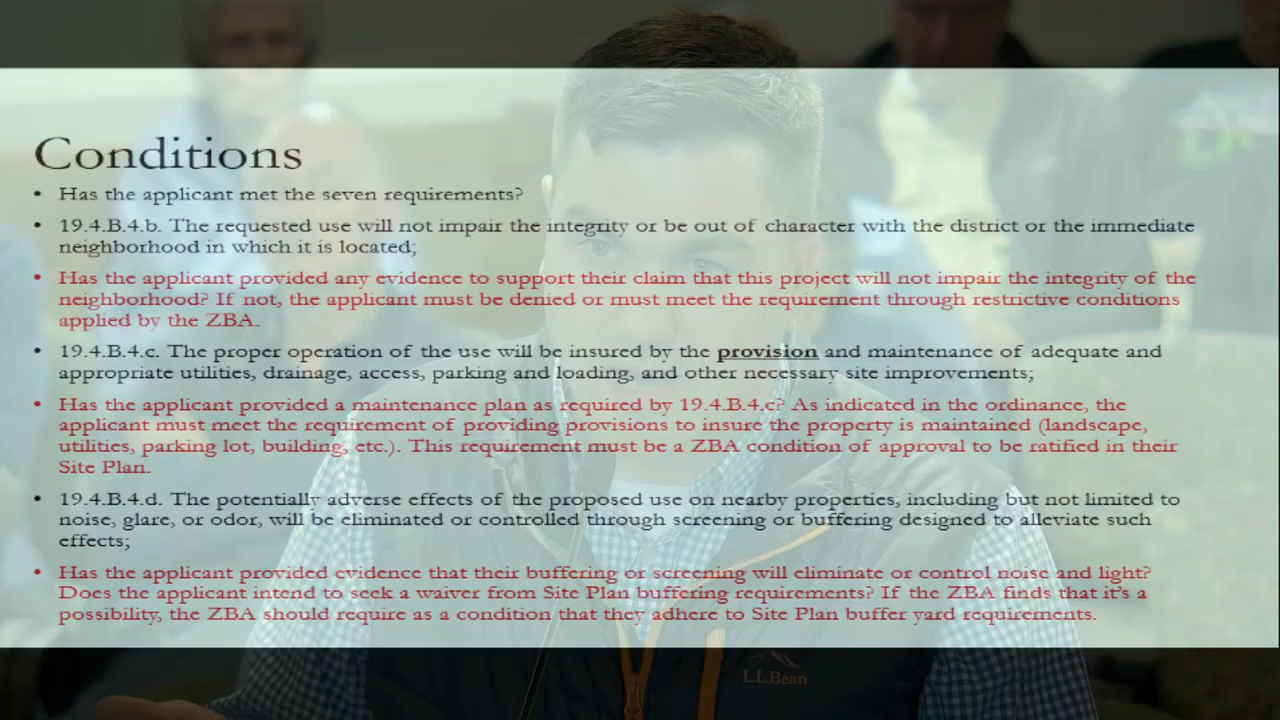 Conditions
• Has the applicant met the seven requirements?
• 19.4.B.4.b. The requested use will not impair the integrity or be out of character with the district or the immediate
neighborhood in which it is located;
• Has the applicant provided any evidence to support their claim that this project will not impair the integrity of the
neighborhood? If not, the applicant must be denied or must meet the requirement through restrictive conditions
applied by the ZBA.
• 19.4.B.4.c. The proper operation of the use will be insured by the provision and maintenance of adequate and
appropriate utilities, drainage, access, parking and loading, and other necessary site improvements;
• Has the applicant provided a maintenance plan as required by 19.4.B.4.c? As indicated in the ordinance, the
applicant must meet the requirement of providing provisions to insure the property is maintained (landscape,
utilities, parking lot, building, etc.). This requirement must be a ZBA condition of approval to be ratified in their
Site Plan.
• 19.4.B.4.d. The potentially adverse effects of the proposed use on nearby properties, including but not limited to
noise, glare, or odor, will be eliminated or controlled through screening or buffering designed to alleviate such
effects;
• Has the applicant provided evidence that their buffering or screening will eliminate or control noise and light?
Does the applicant intend to seek a waiver from Site Plan buffering requirements? If the ZBA finds that it's a
possibility, the ZBA should require as a condition that they adhere to Site Plan buffer yard requirements.
L.L.Bean